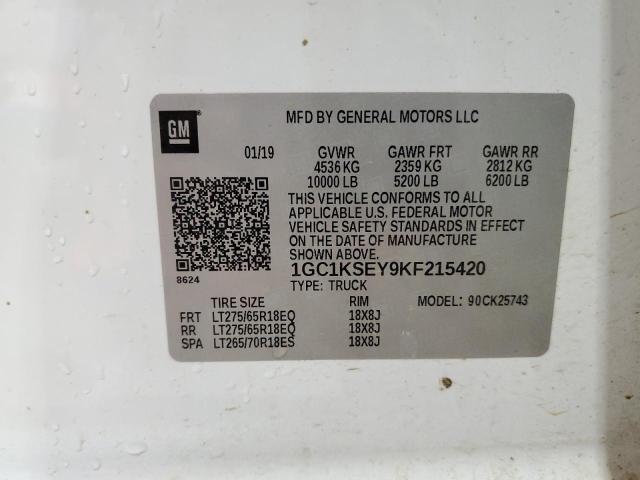 GM
MFD BY GENERAL MOTORS LLC
01/19 GVWR GAWR FRT GAWR RR
4536 KG 2359 KG 2812 KG
10000 LB 5200 LB 6200 LB
THIS VEHICLE CONFORMS TO ALL
APPLICABLE U.S. FEDERAL MOTOR
VEHICLE SAFETY STANDARDS IN EFFECT
ON THE DATE OF MANUFACTURE
SHOWN ABOVE.
1GC1KSEY9KF215420
8624
TYPE: TRUCK
TIRE SIZE RIM MODEL: 90CK25743
FRT LT275/65R18EQ 18X8J
RR LT275/65R18EQ 18X8J
SPA LT265/70R18ES 18X8J